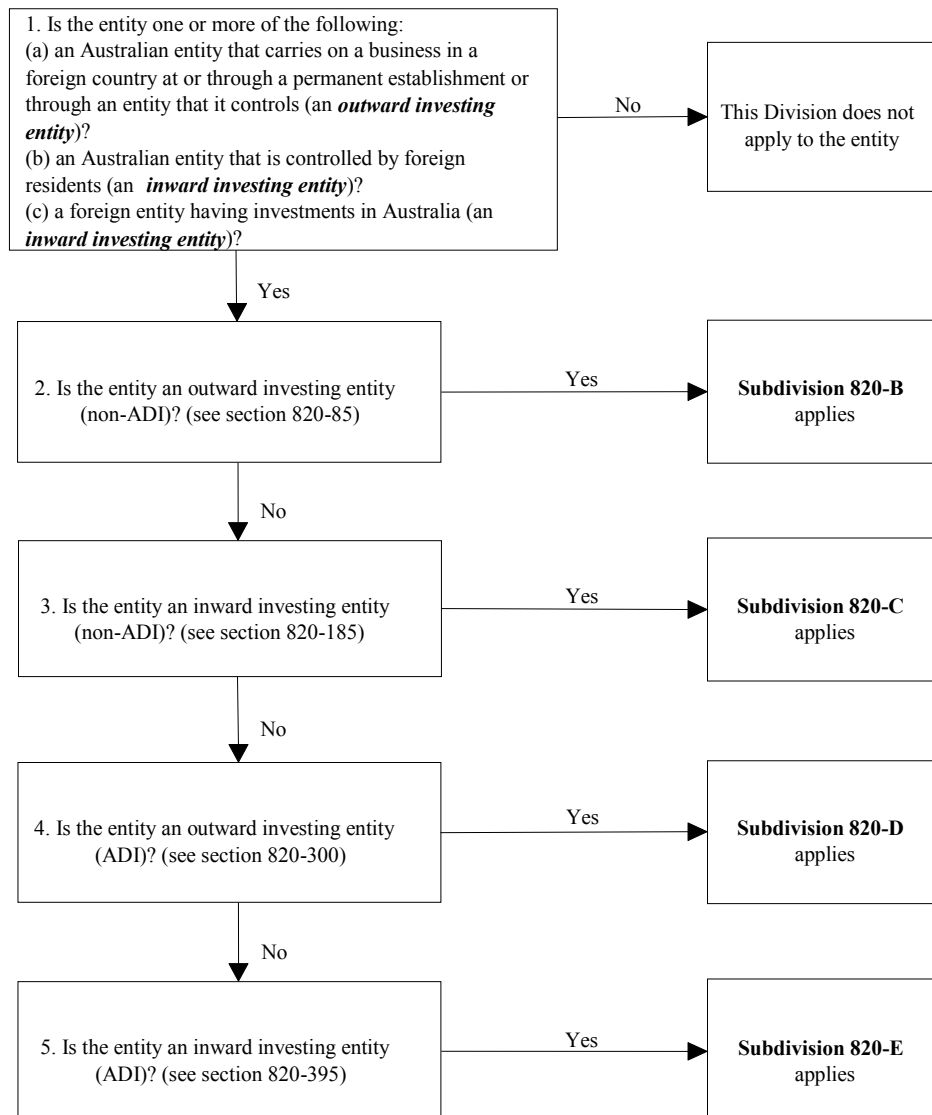 1. Is the entity one or more of the following:
(a) an Australian entity that carries on a business in a
foreign country at or through a permanent establishment or
through an entity that it controls (an outward investing
entity)?
(b) an Australian entity that is controlled by foreign
residents (an inward investing entity)?
(c) a foreign entity having investments in Australia (an
inward investing entity)?
No
This Division does not
apply to the entity
Yes
2. Is the entity an outward investing entity
(non-ADI)? (see section 820-85)
Yes
Subdivision 820-B
applies
No
3. Is the entity an inward investing entity
(non-ADI)? (see section 820-185)
Yes
Subdivision 820-C
applies
No
4. Is the entity an outward investing entity
(ADI)? (see section 820-300)
Yes
Subdivision 820-D
applies
No
5. Is the entity an inward investing entity
(ADI)? (see section 820-395)
Yes
Subdivision 820-E
applies